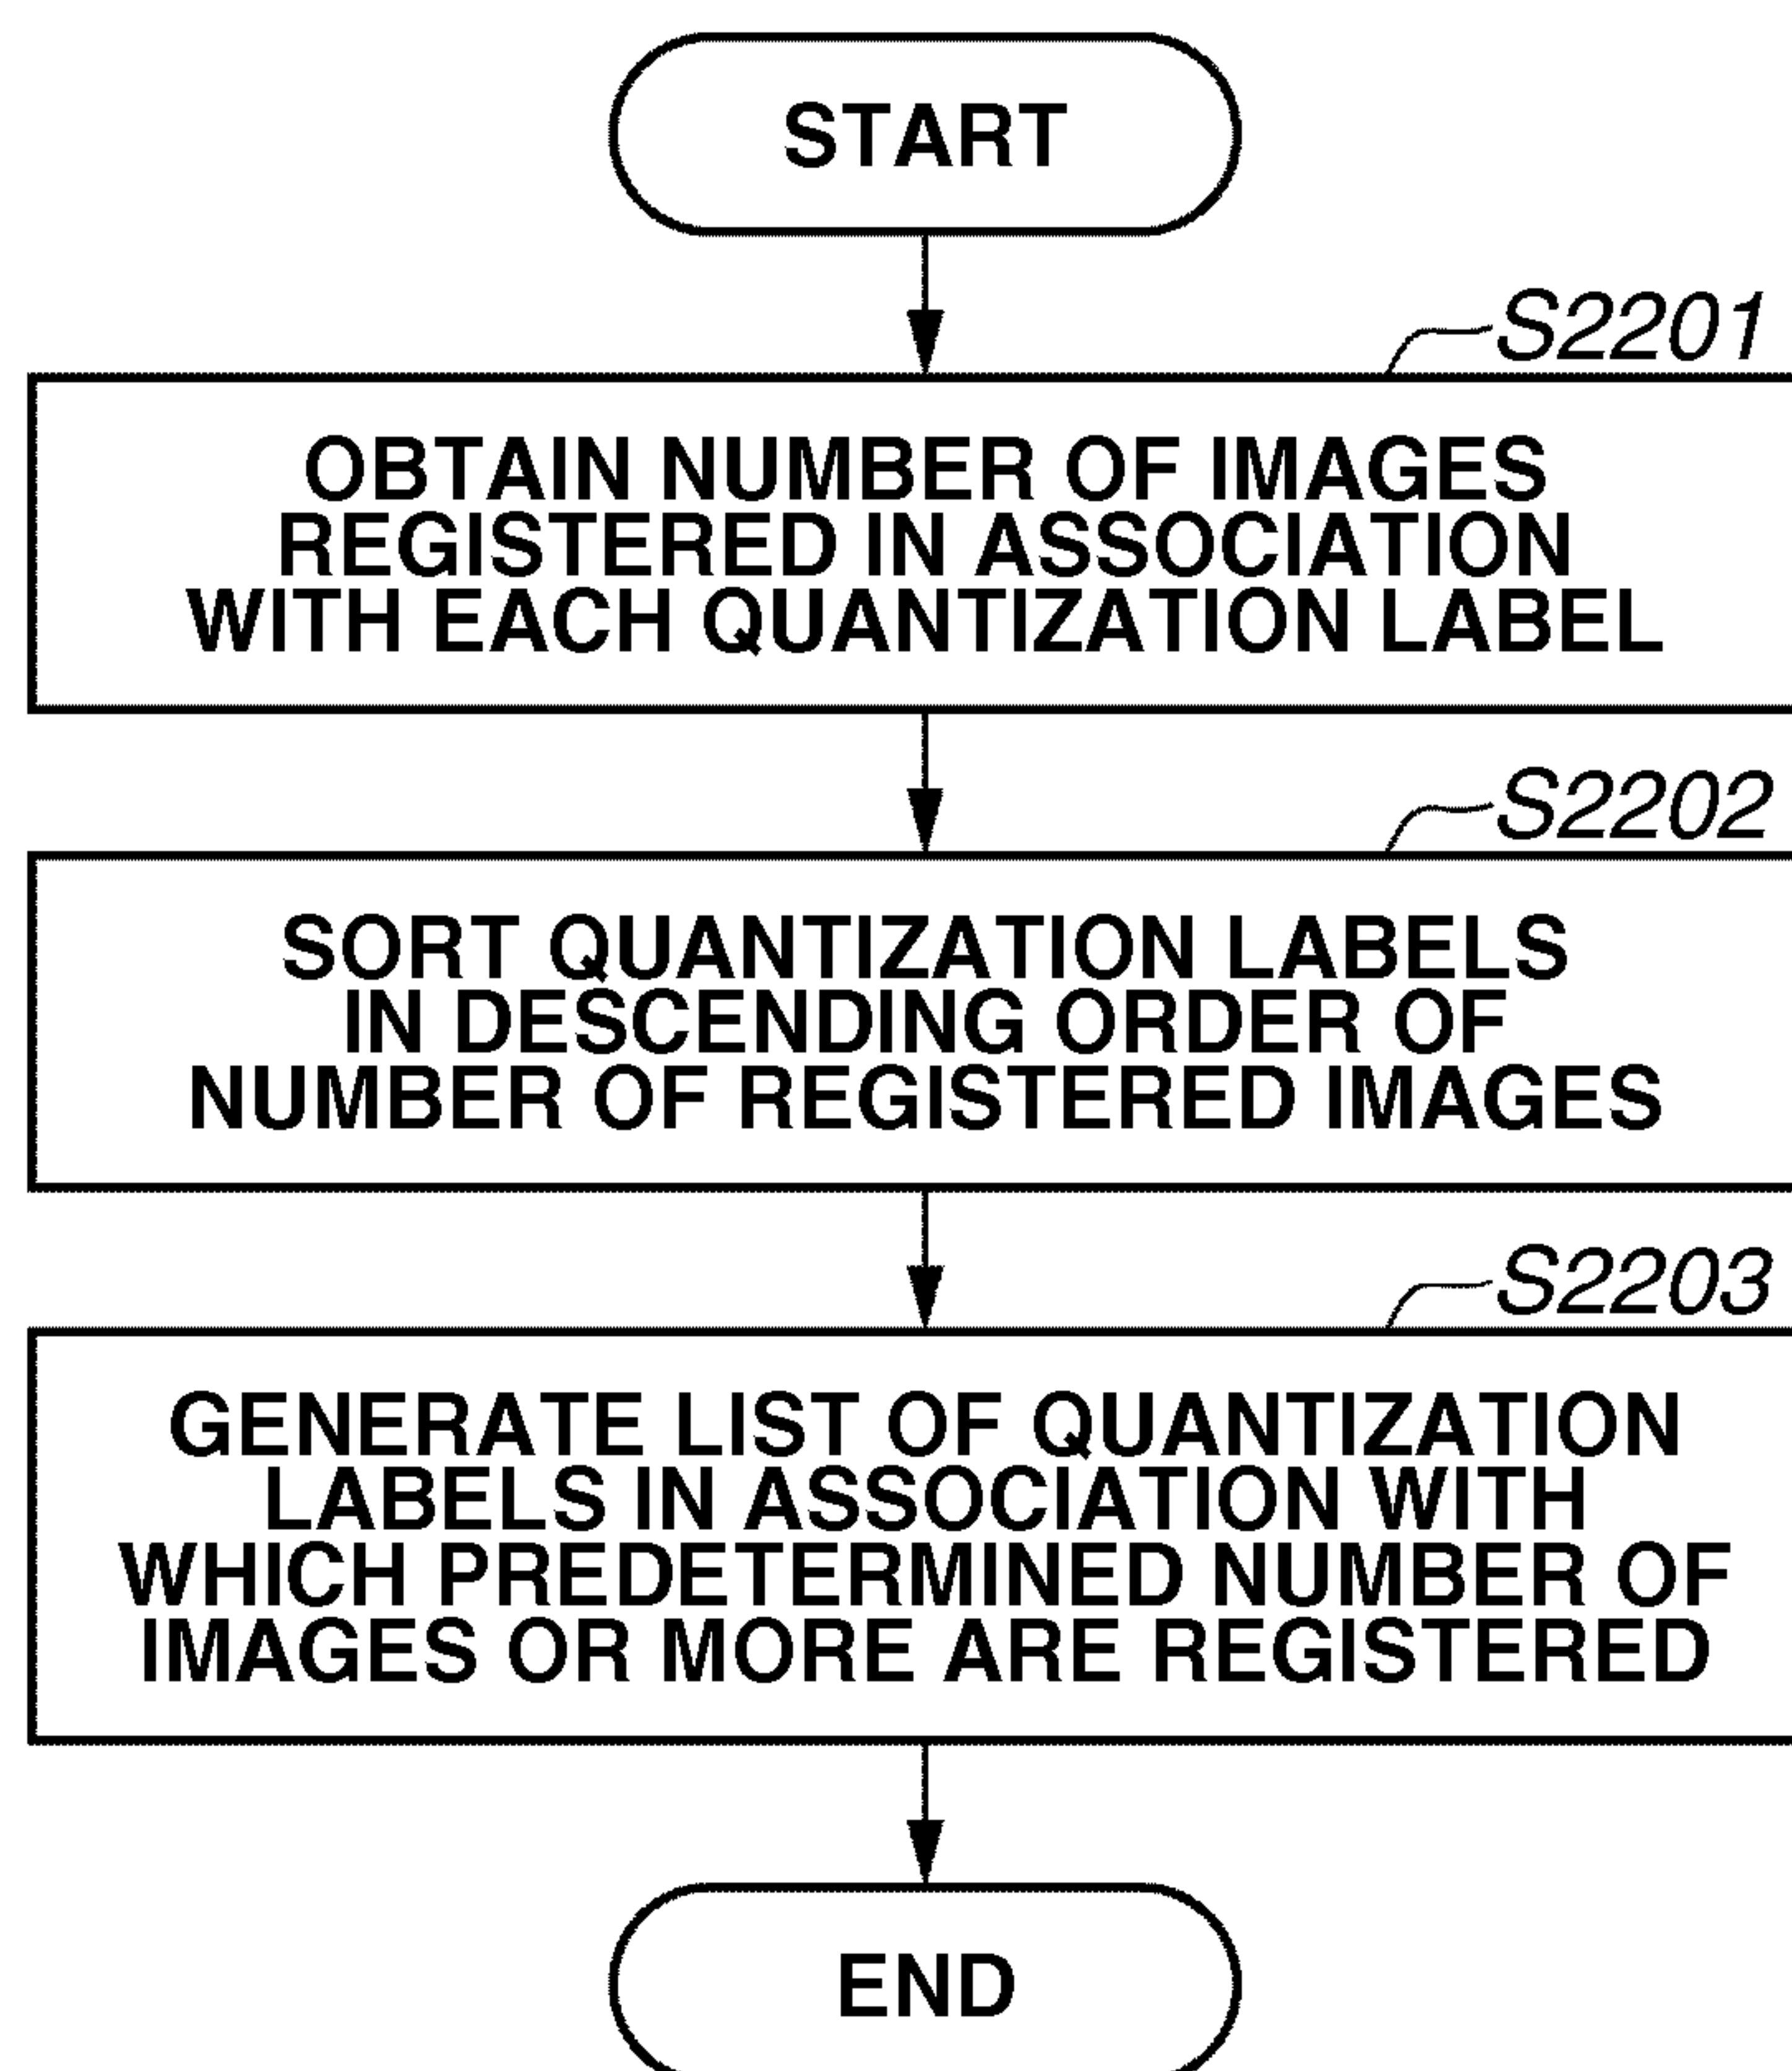 START
S2201
OBTAIN NUMBER OF IMAGES
REGISTERED IN ASSOCIATION
WITH EACH QUANTIZATION LABEL
S2202
SORT QUANTIZATION LABELS
IN DESCENDING ORDER OF
NUMBER OF REGISTERED IMAGES
S2203
GENERATE LIST OF QUANTIZATION
LABELS IN ASSOCIATION WITH
WHICH PREDETERMINED NUMBER OF
IMAGES OR MORE ARE REGISTERED
END